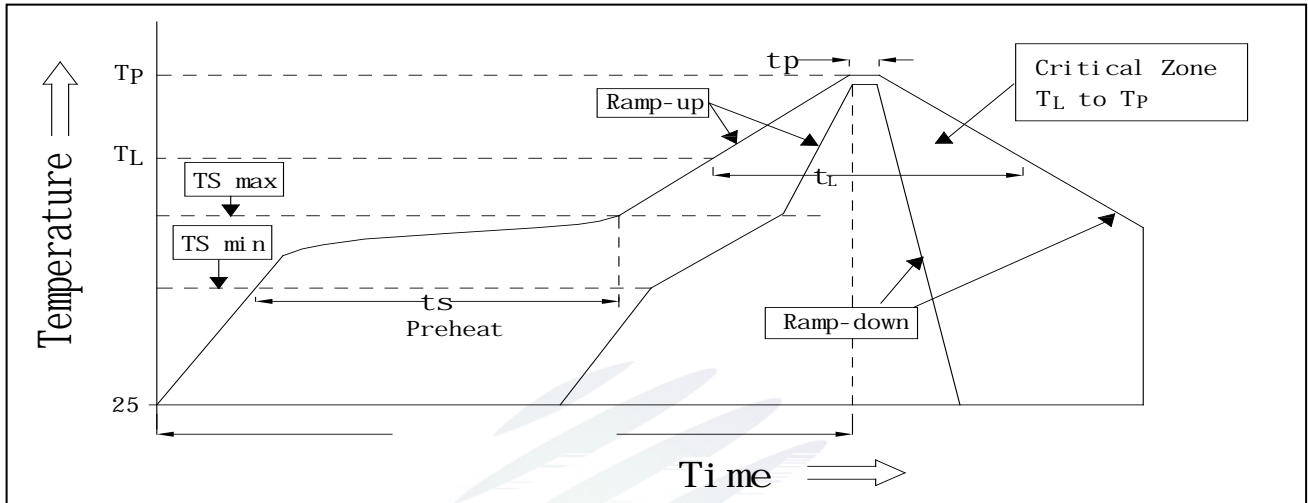 TP
tp
Critical Zone
TL to TP
Ramp-up
TL
TS max
tL
TS min
ts
Preheat
Ramp-down
25
Temperature
Time